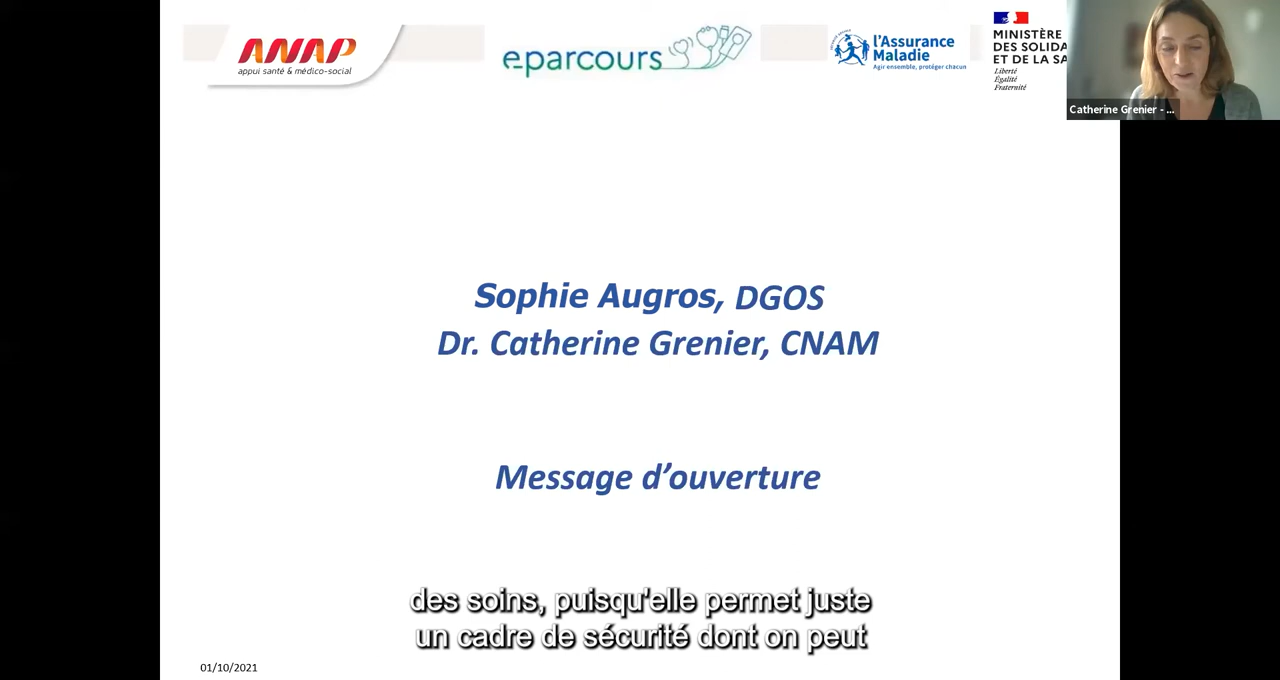 ANAP
appui santé & médico-social
eparcours
l'Assurance
Maladie
Agir ensemble, protéger chacun
MINISTÈRE
DES SOLIDA
ET DE LA SA
Liberté
Égalité
Fraternité
Catherine Grenier - ...
Sophie Augros, DGOS
Dr. Catherine Grenier, CNAM
Message d'ouverture
des soins, puisqu'elle permet juste
un cadre de sécurité dont on peut
01/10/2021